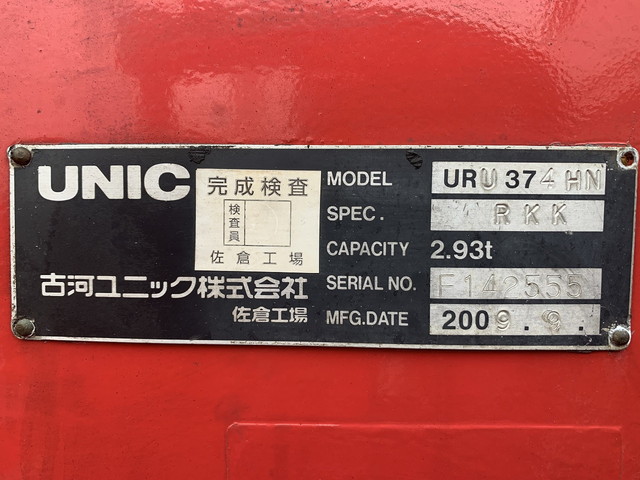 UNIC
完成検査
検査員
佐倉工場
古河ユニック株式会社
佐倉工場
MODEL URU374HN
SPEC. RKK
CAPACITY 2.93t
SERIAL NO. F142555
MFG.DATE 2009.9.